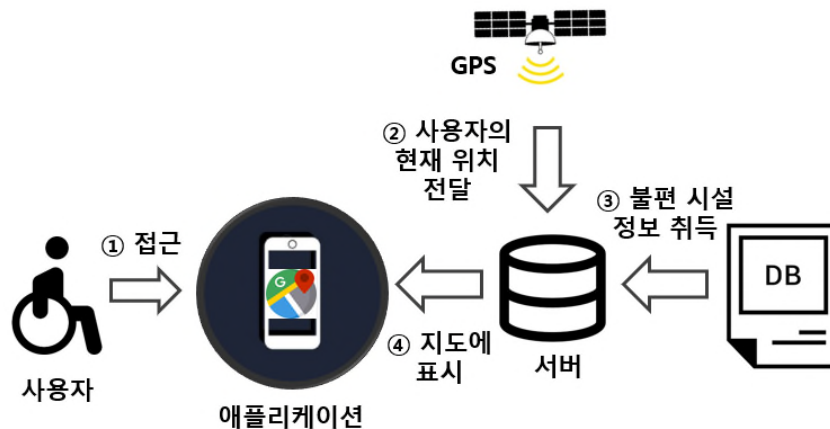 GPS
② 사용자의
현재 위치
전달
③ 불편 시설
정보 취득
① 접근
G
DB
④ 지도에
표시
서버
사용자
애플리케이션